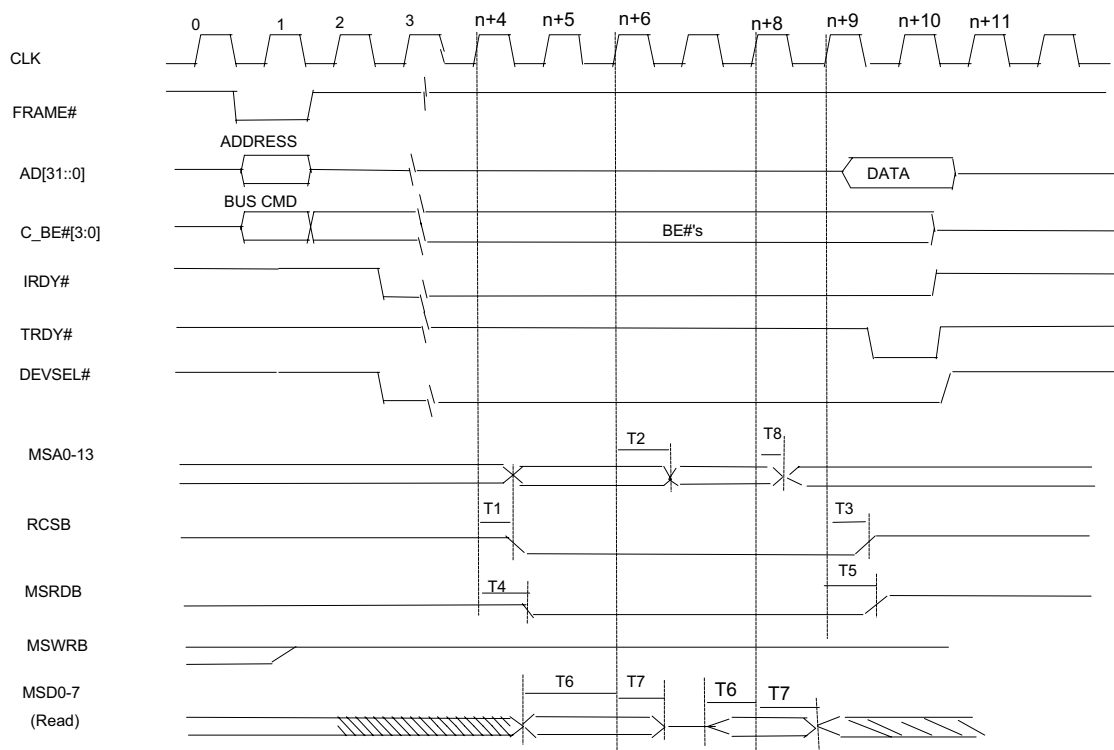 0 1 2 3 n+4 n+5 n+6 n+8 n+9 n+10 n+11
CLK
FRAME#
ADDRESS
AD[31::0]
DATA
BUS CMD
C_BE#[3:0]
BE#'s
IRDY#
TRDY#
DEVSEL#
T2 T8
MSA0-13
T1 T3
RCSB
T4 T5
MSRDB
MSWRB
T6 T7 T6 T7
MSD0-7
(Read)